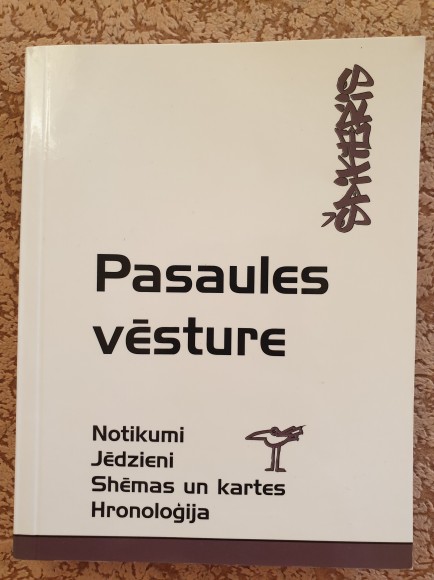 Pasaules
vēsture
Notikumi
Jēdzieni
Shēmas un kartes
Hronoloģija